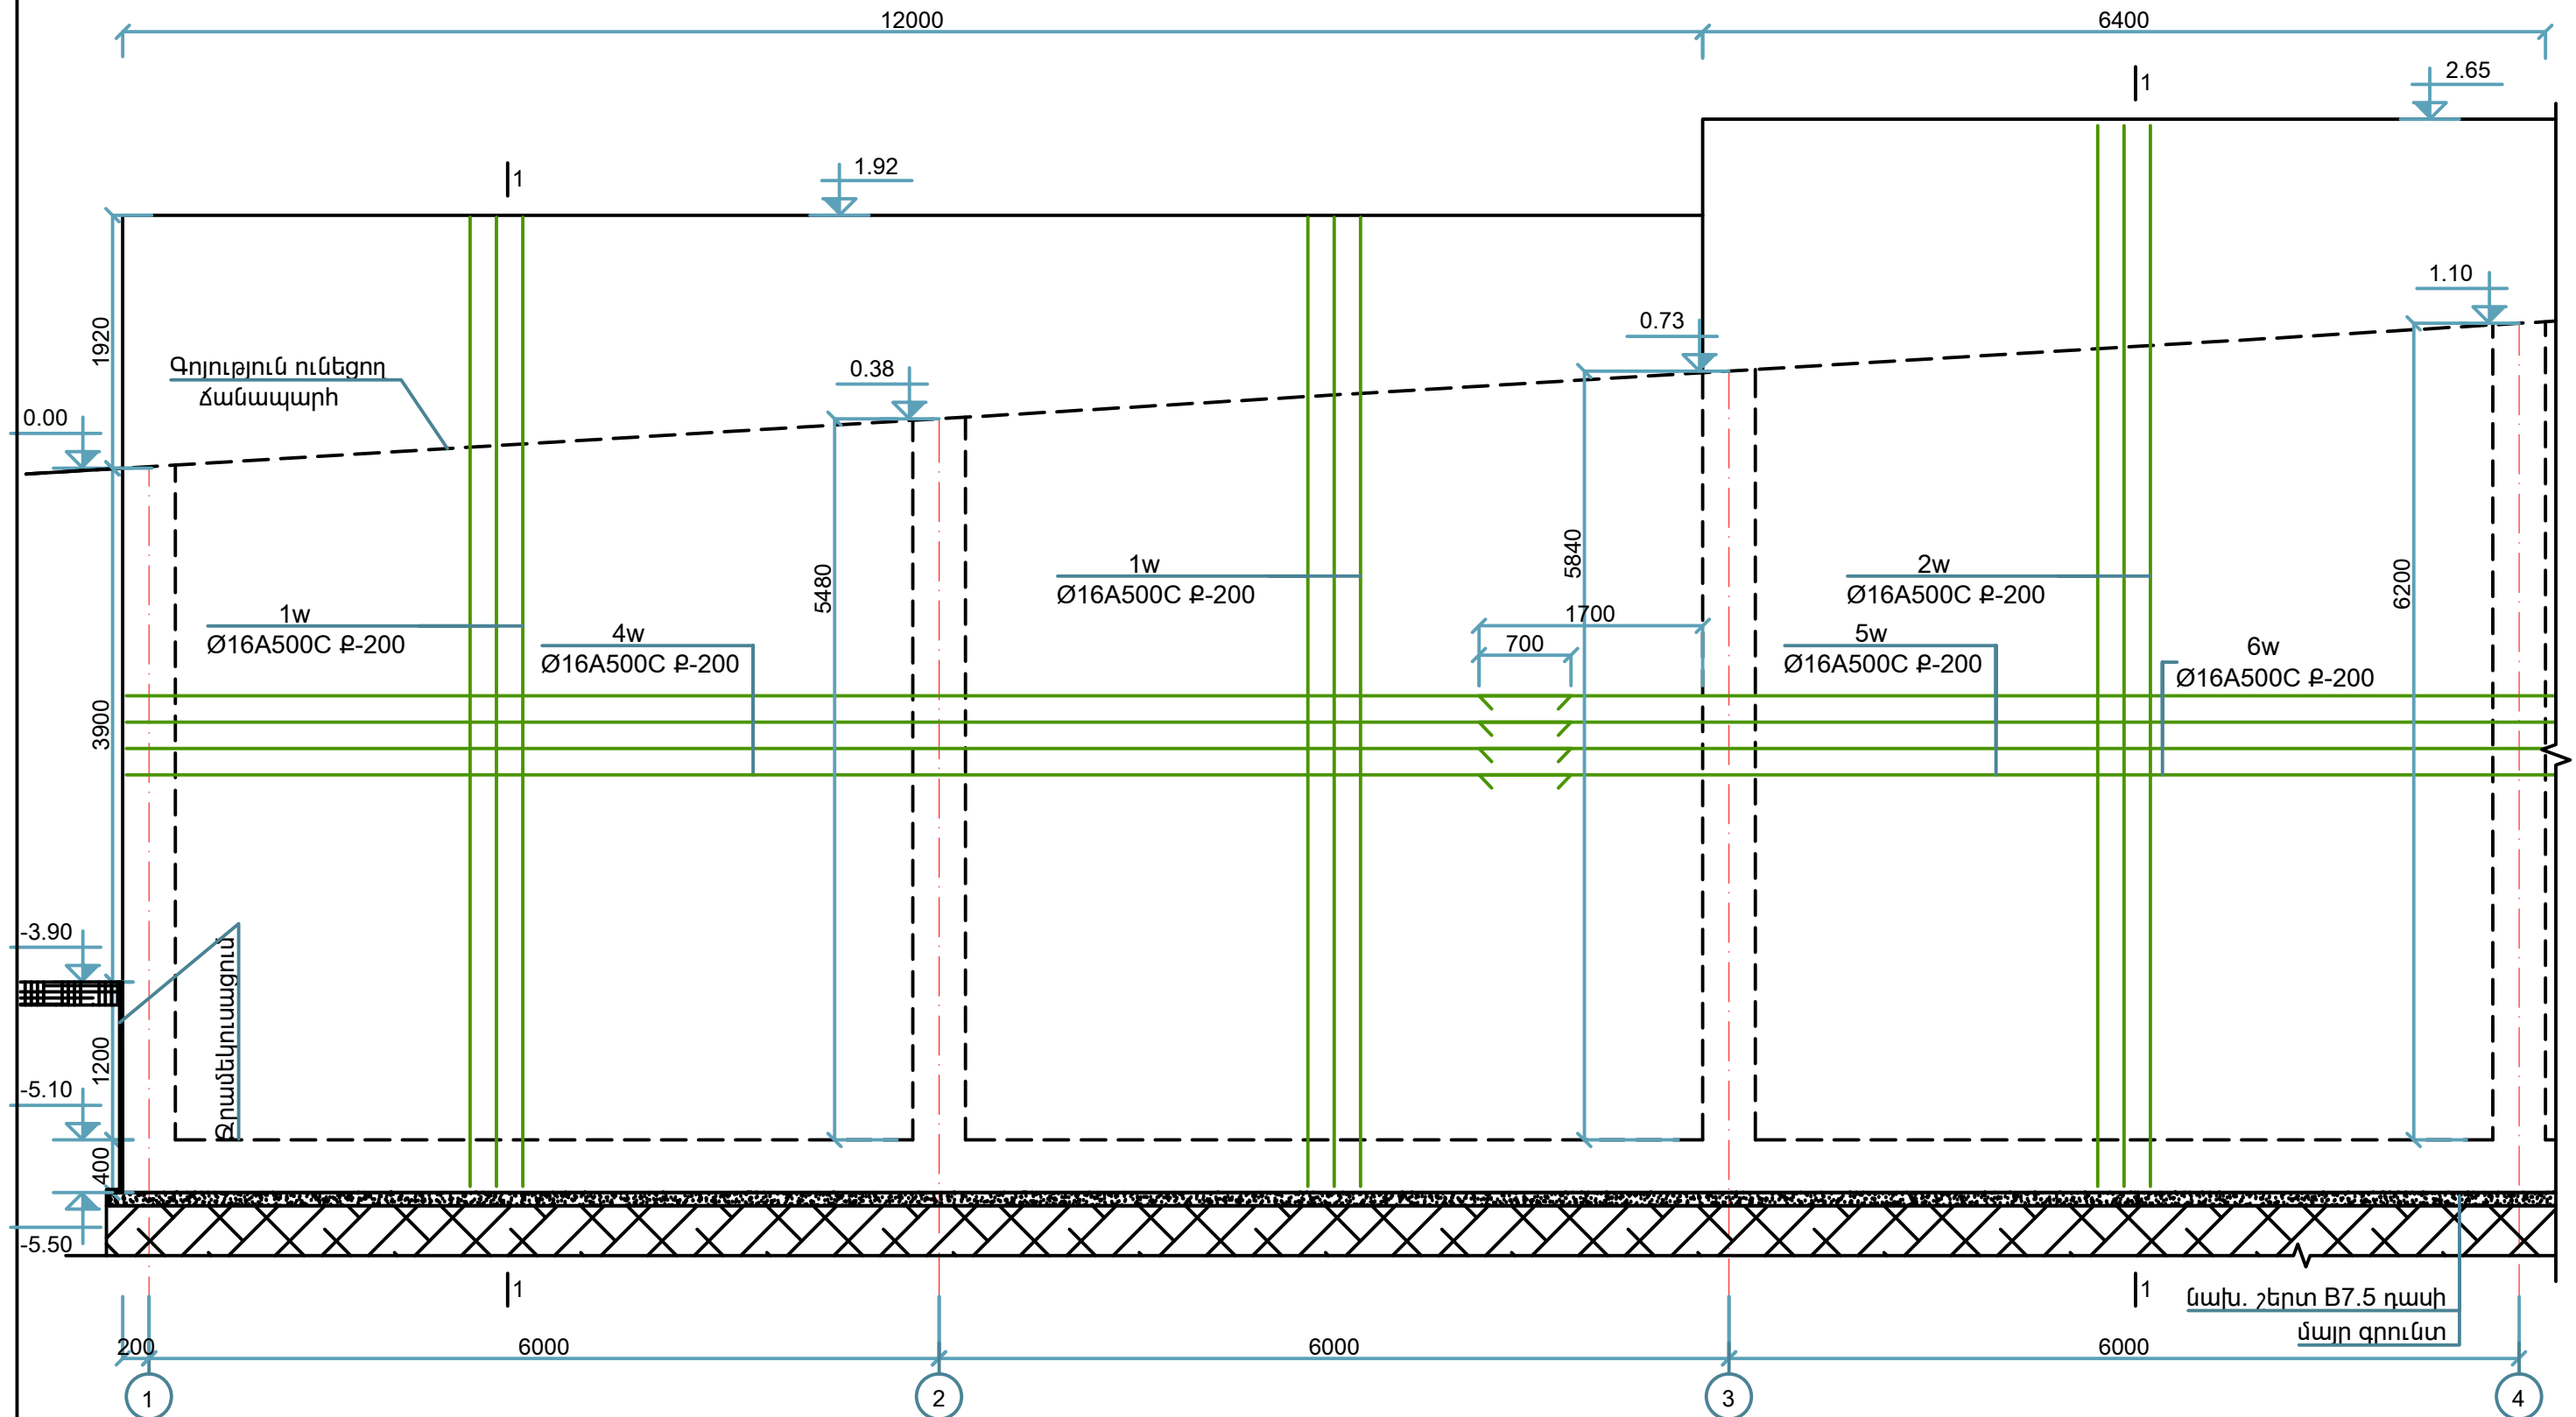 12000
6400
1
2.65
1.92
1
1.10
0.73
1920
Գոյություն ունեցող
ճանապարհ
0.38
0.00
5840
1w
Ø16A500C Ք-200
2w
Ø16A500C Ք-200
5480
6200
1w
Ø16A500C Ք-200
4w
Ø16A500C Ք-200
1700
700
5w
Ø16A500C Ք-200
6w
Ø16A500C Ք-200
3900
-3.90
Ջրամեկուսացում
1200
-5.10
400
-5.50
1
1
նախ. շերտ B7.5 դասի
մայր գրունտ
200
6000
6000
6000
1
2
3
4